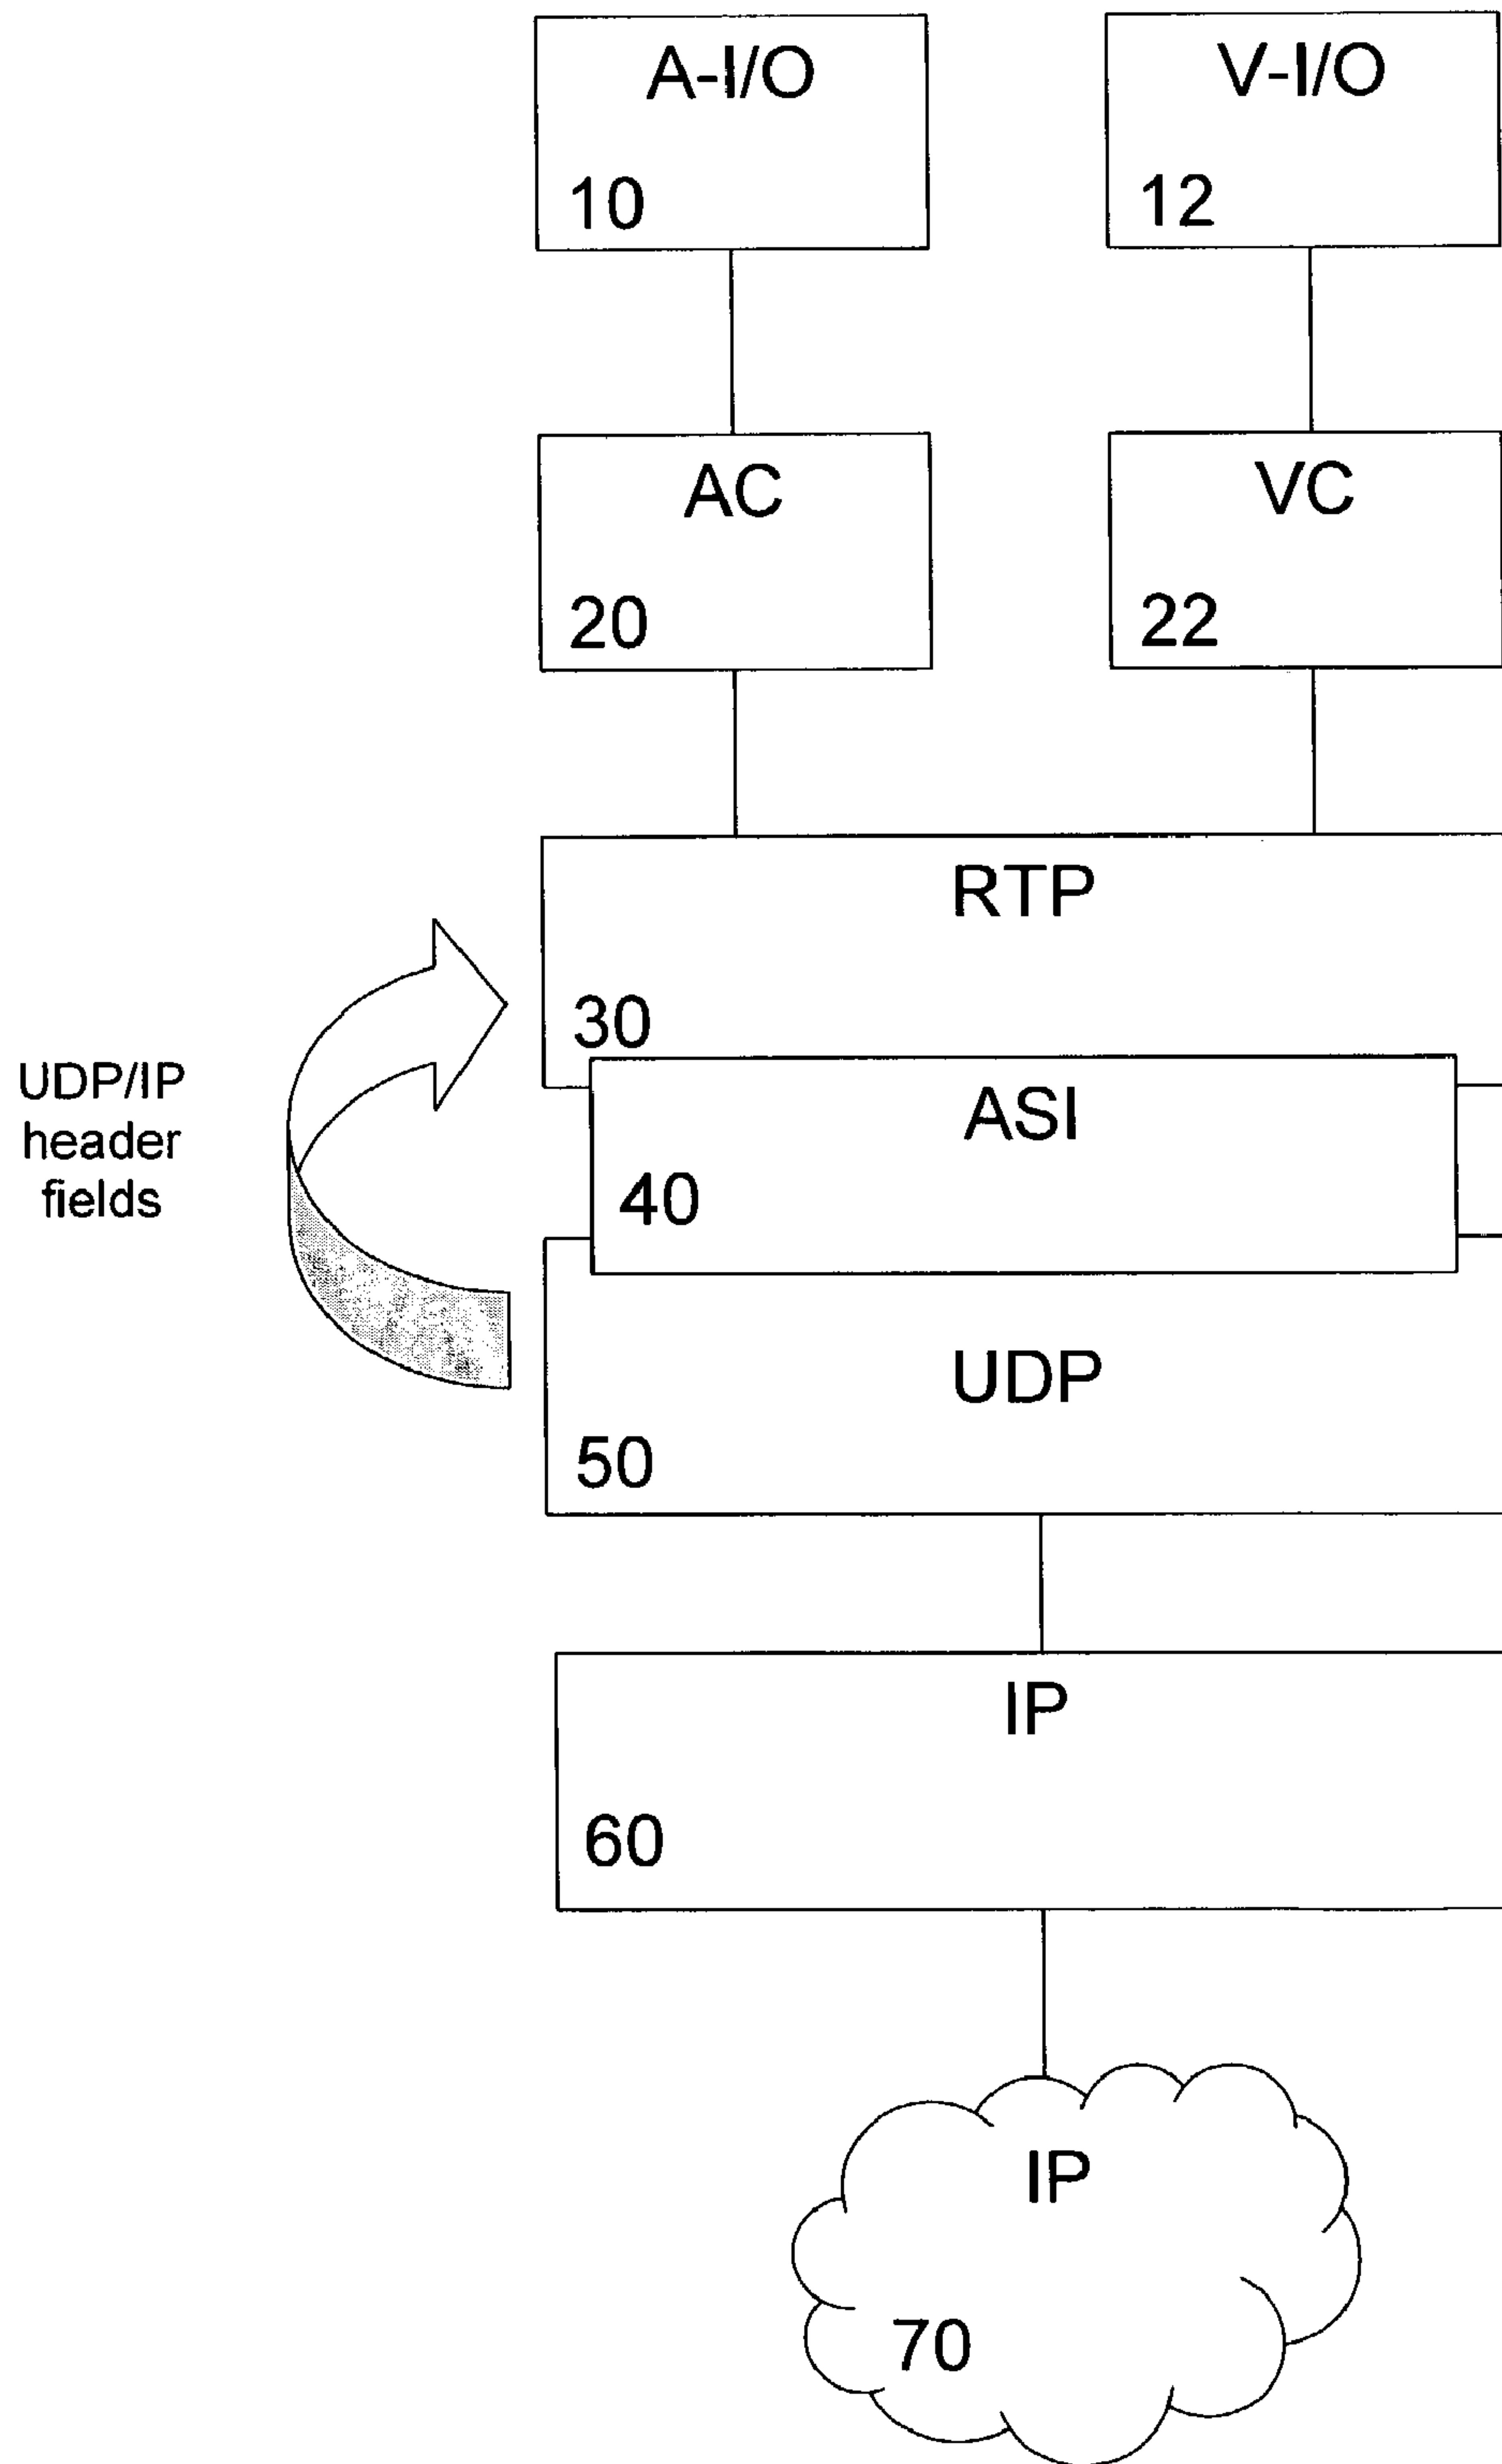 A-I/O
10
V-I/O
12
AC
20
VC
22
RTP
30
UDP/IP
header
fields
ASI
40
UDP
50
IP
60
IP
70